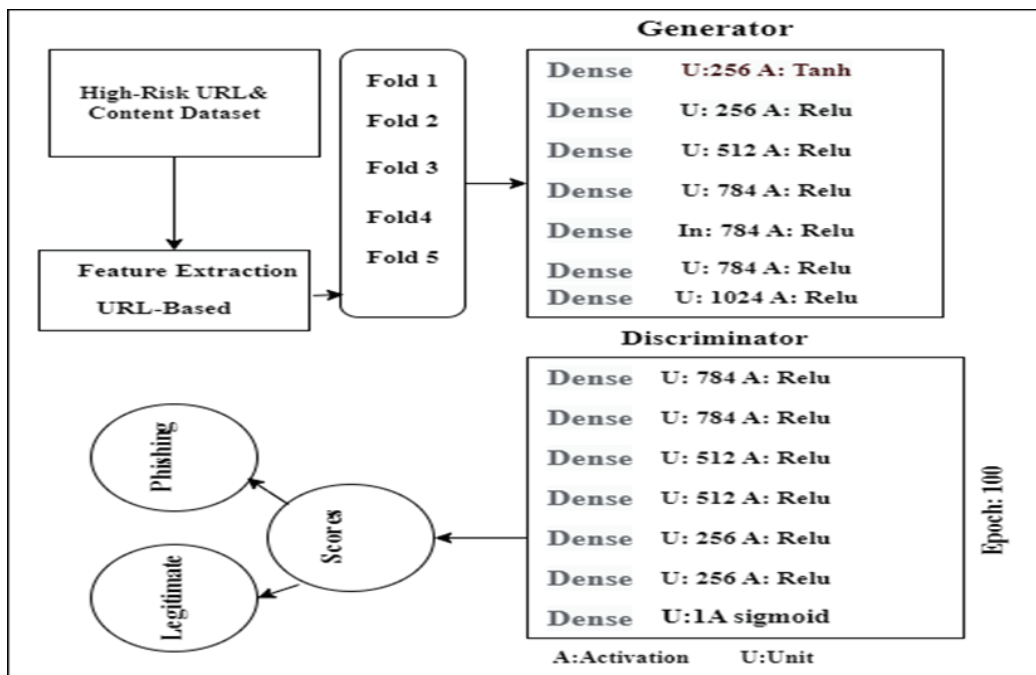 High-Risk URL&
Content Dataset
Feature Extraction
URL-Based
Fold 1
Fold 2
Fold 3
Fold4
Fold 5
Generator
Dense U:256 A: Tanh
Dense U: 256 A: Relu
Dense U: 512 A: Relu
Dense U: 784 A: Relu
Dense In: 784 A: Relu
Dense U: 784 A: Relu
Dense U: 1024 A: Relu
Discriminator
Dense U: 784 A: Relu
Dense U: 784 A: Relu
Dense U: 512 A: Relu
Dense U: 512 A: Relu
Dense U: 256 A: Relu
Dense U: 256 A: Relu
Dense U:1A sigmoid
Epoch: 100
A:Activation U:Unit
Scores
Phishing
Legitimate